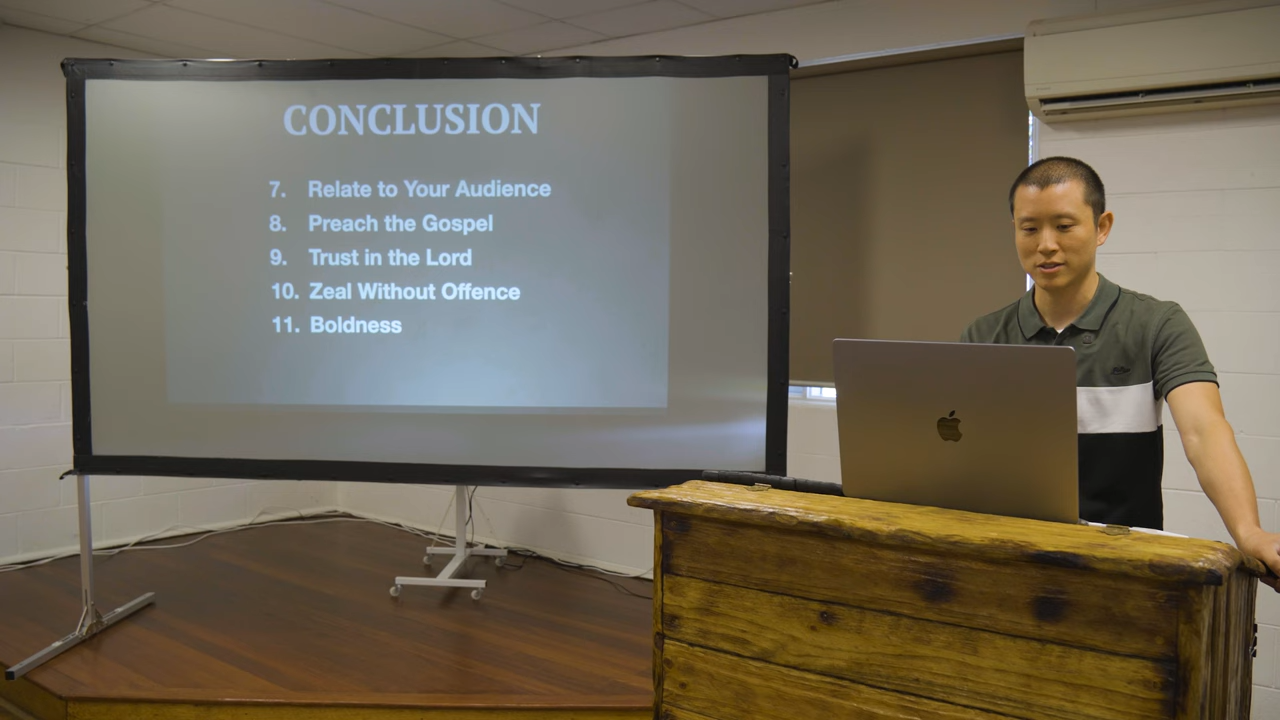 CONCLUSION
7. Relate to Your Audience
8. Preach the Gospel
9. Trust in the Lord
10. Zeal Without Offence
11. Boldness